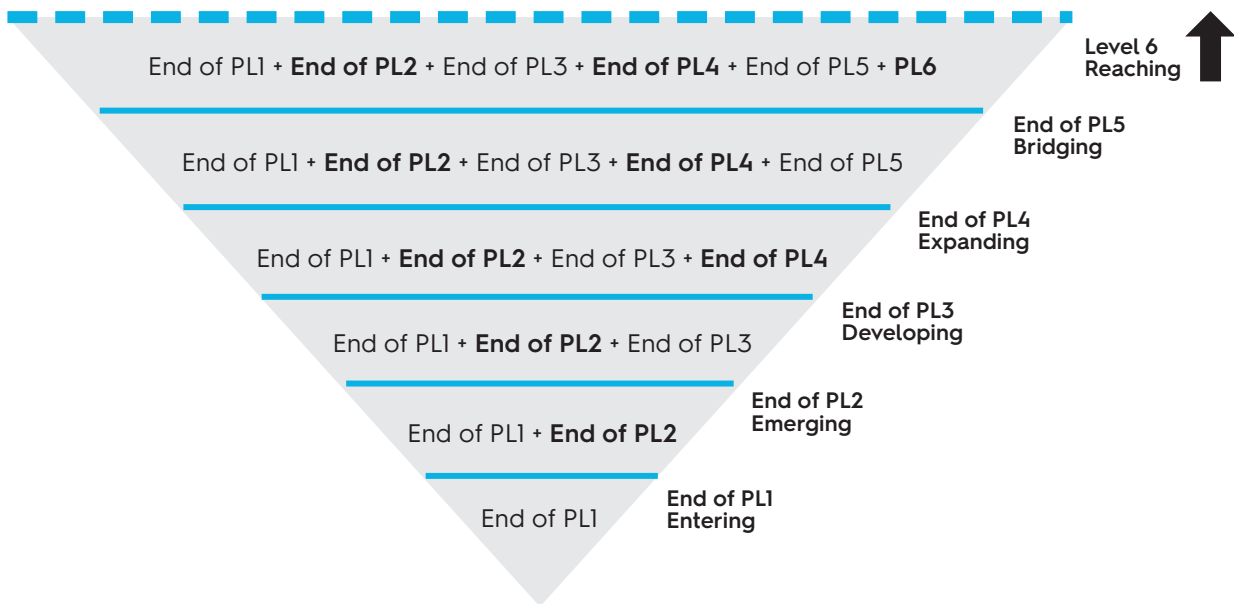 End of PL1 + End of PL2 + End of PL3 + End of PL4 + End of PL5 + PL6
Level 6
Reaching
End of PL1 + End of PL2 + End of PL3 + End of PL4 + End of PL5
End of PL5
Bridging
End of PL1 + End of PL2 + End of PL3 + End of PL4
End of PL4
Expanding
End of PL1 + End of PL2 + End of PL3
End of PL3
Developing
End of PL1 + End of PL2
End of PL2
Emerging
End of PL1
End of PL1
Entering